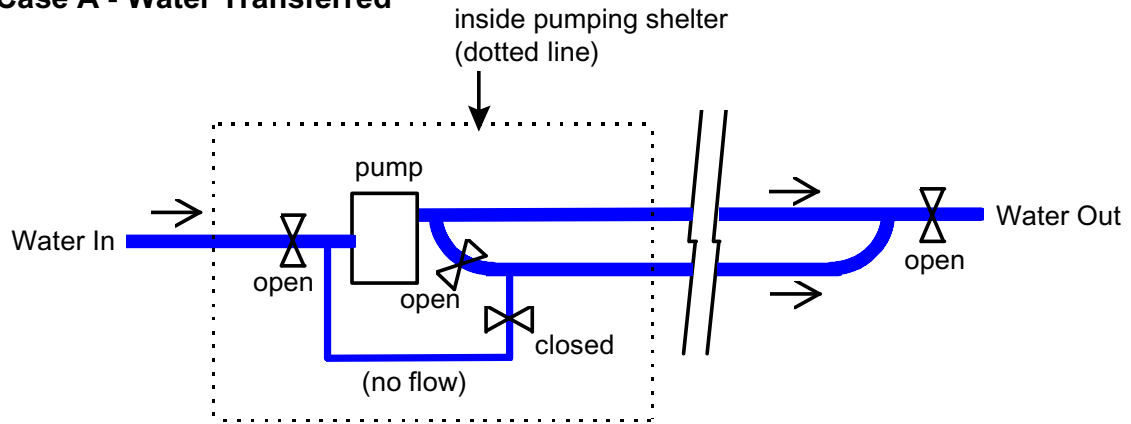 Case A - Water Transferred
inside pumping shelter
(dotted line)
pump
Water In
Water Out
open
open
open
closed
(no flow)